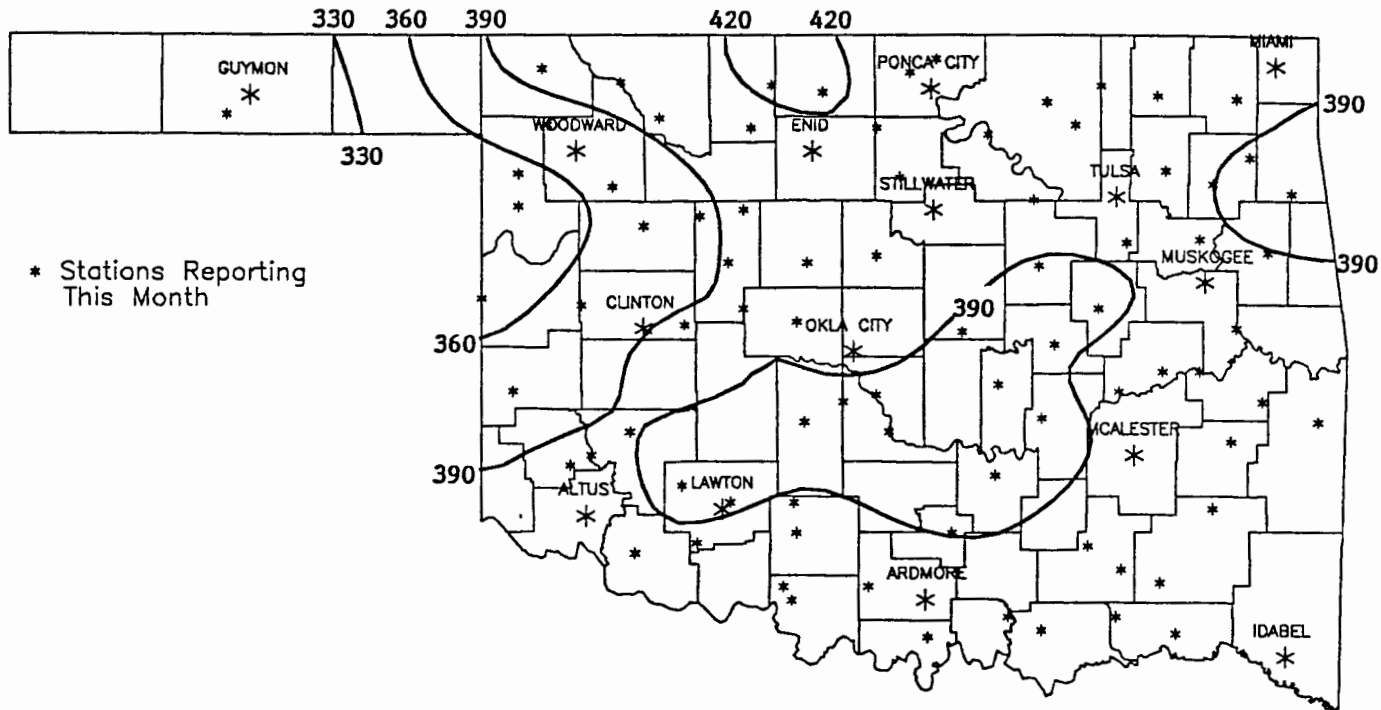 330 360 390 420 420
MIAMI
GUYMON
PONCA CITY
390
WOODWARD
ENID
330
TULSA
STILLWATER
* Stations Reporting
This Month
MUSKOGEE
390
CLINTON
390
OKLA CITY
360
MCALESTER
390
LAWTON
ALTUS
ARDMORE
IDABEL